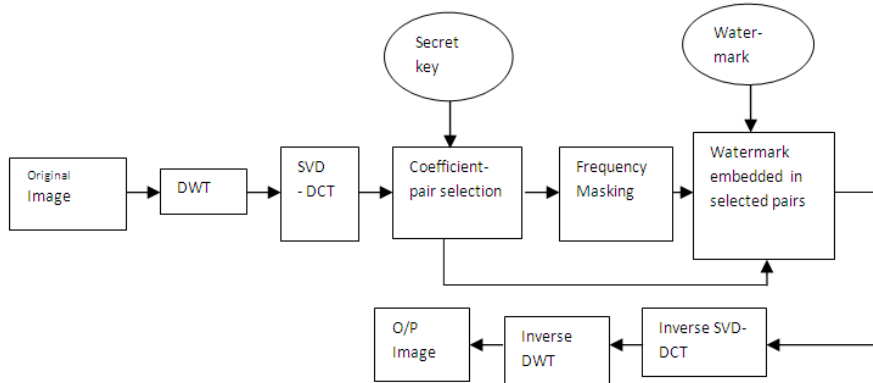 Secret
key
Water-
mark
Original
Image
DWT
SVD
- DCT
Coefficient-
pair selection
Frequency
Masking
Watermark
embedded in
selected pairs
O/P
Image
Inverse
DWT
Inverse SVD-
DCT